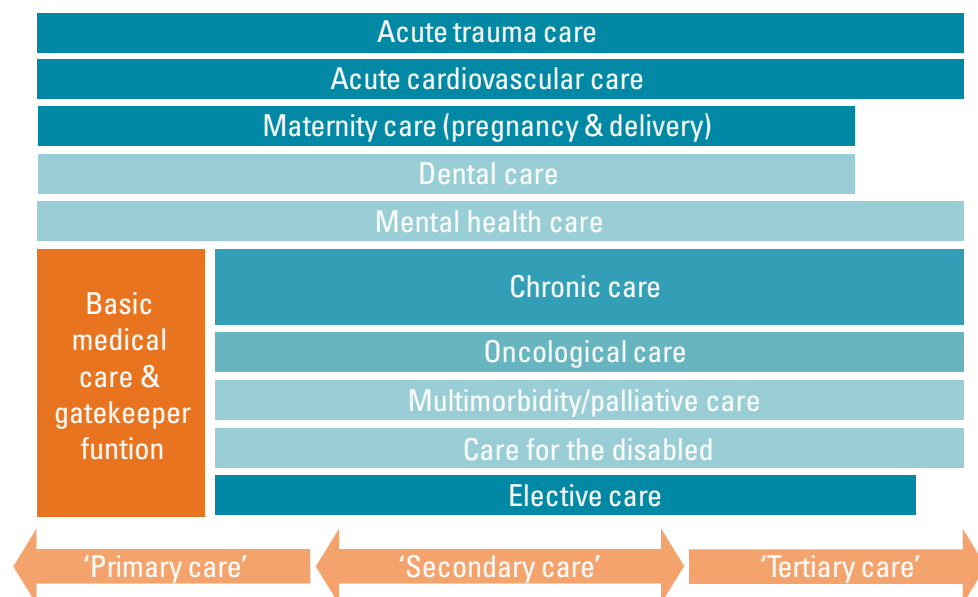 Acute trauma care
Acute cardiovascular care
Maternity care (pregnancy & delivery)
Dental care
Mental health care
Basic
medical
care &
gatekeeper
funtion
Chronic care
Oncological care
Multimorbidity/palliative care
Care for the disabled
Elective care
‘Primary care’
‘Secondary care’
‘Tertiary care’